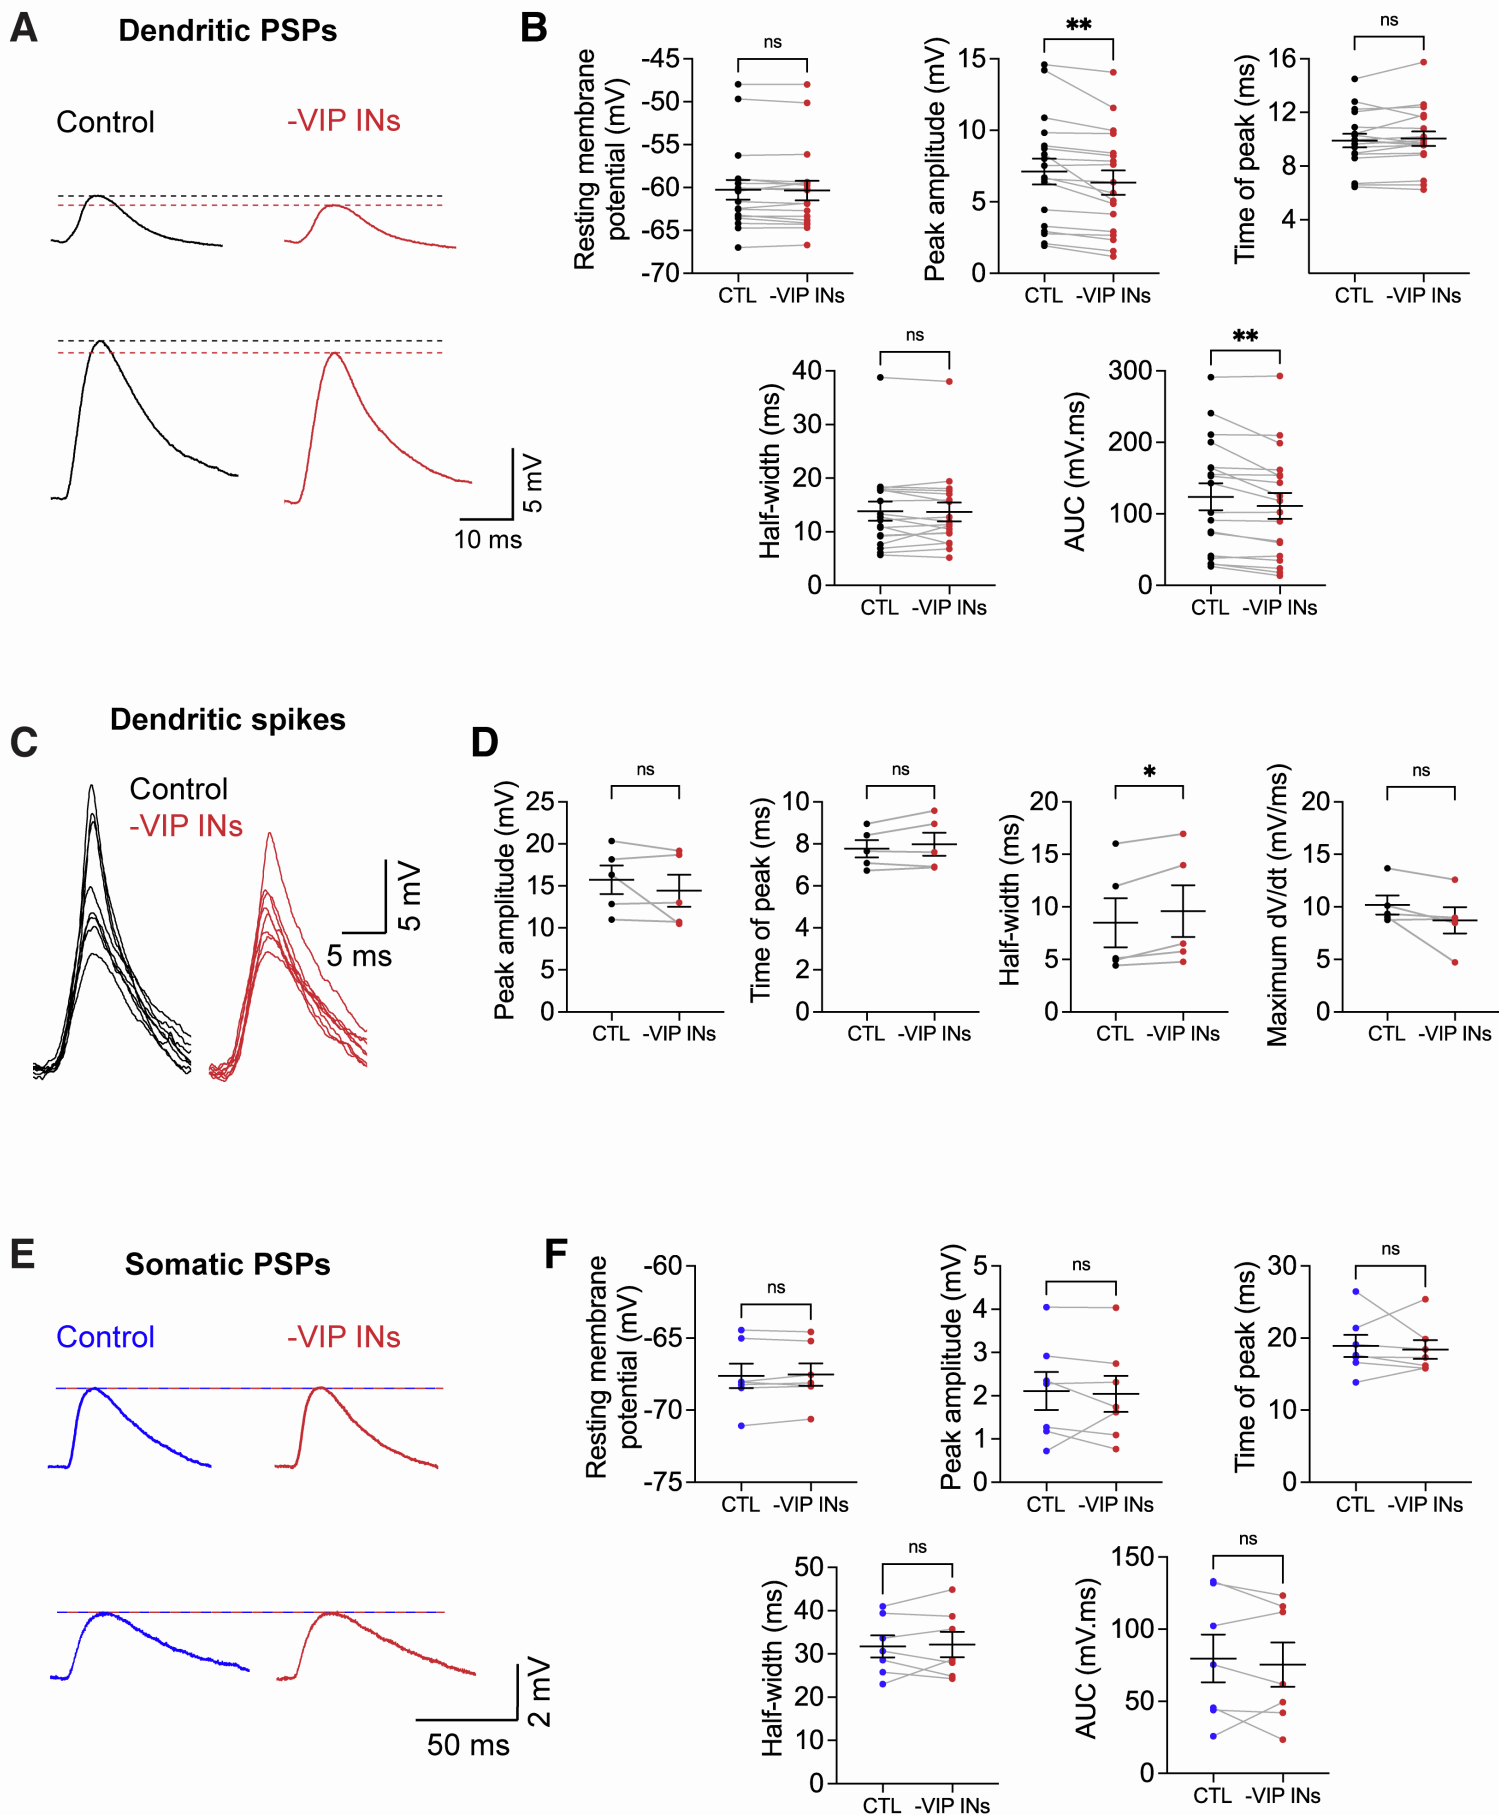 A
Dendritic PSPs
Control
-VIP INs
5 mV
10 ms
B
Resting membrane
potential (mV)
-45
-50
-55
-60
-65
-70
ns
CTL -VIP INs
Peak amplitude (mV)
15
10
5
0
**
CTL -VIP INs
Time of peak (ms)
16
12
8
4
ns
CTL -VIP INs
Half-width (ms)
40
30
20
10
0
ns
CTL -VIP INs
AUC (mV.ms)
300
200
100
0
**
CTL -VIP INs
C
Dendritic spikes
Control
-VIP INs
5 mV
5 ms
D
Peak amplitude (mV)
25
20
15
10
5
0
ns
CTL -VIP INs
Time of peak (ms)
10
8
6
4
2
0
ns
CTL -VIP INs
Half-width (ms)
20
15
10
5
0
*
CTL -VIP INs
Maximum dV/dt (mV/ms)
20
15
10
5
0
ns
CTL -VIP INs
E
Somatic PSPs
Control
-VIP INs
2 mV
50 ms
F
Resting membrane
potential (mV)
-60
-65
-70
-75
ns
CTL -VIP INs
Peak amplitude (mV)
5
4
3
2
1
0
ns
CTL -VIP INs
Time of peak (ms)
30
20
10
0
ns
CTL -VIP INs
Half-width (ms)
50
40
30
20
10
0
ns
CTL -VIP INs
AUC (mV.ms)
150
100
50
0
ns
CTL -VIP INs